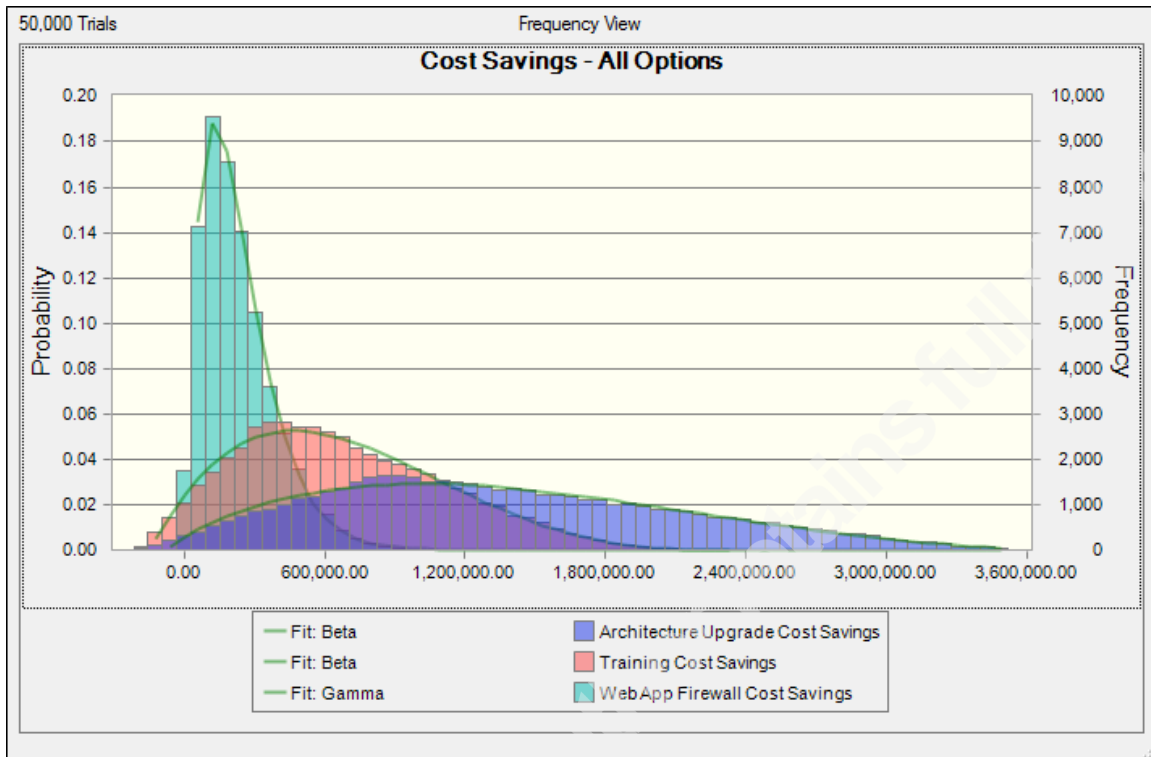 50,000 Trials
Frequency View
Cost Savings - All Options
0.20
0.18
0.16
0.14
0.12
0.10
0.08
0.06
0.04
0.02
0.00
Probability
10,000
9,000
8,000
7,000
6,000
5,000
4,000
3,000
2,000
1,000
0
Frequency
0.00 600,000.00 1,200,000.00 1,800,000.00 2,400,000.00 3,000,000.00 3,600,000.00
Fit: Beta
Architecture Upgrade Cost Savings
Fit: Beta
Training Cost Savings
Fit: Gamma
WebApp Firewall Cost Savings